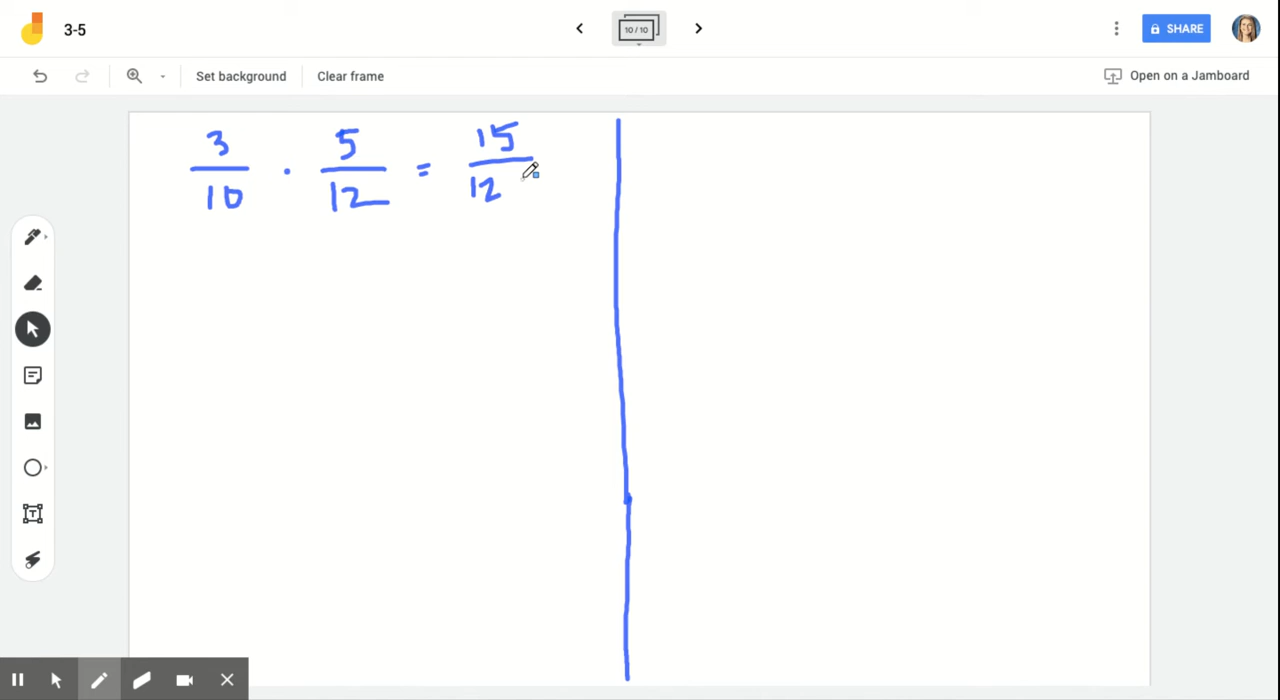 3-5
10 / 10
SHARE
Set background
Clear frame
Open on a Jamboard
3 5 15
— · — = —
10 12 12
T